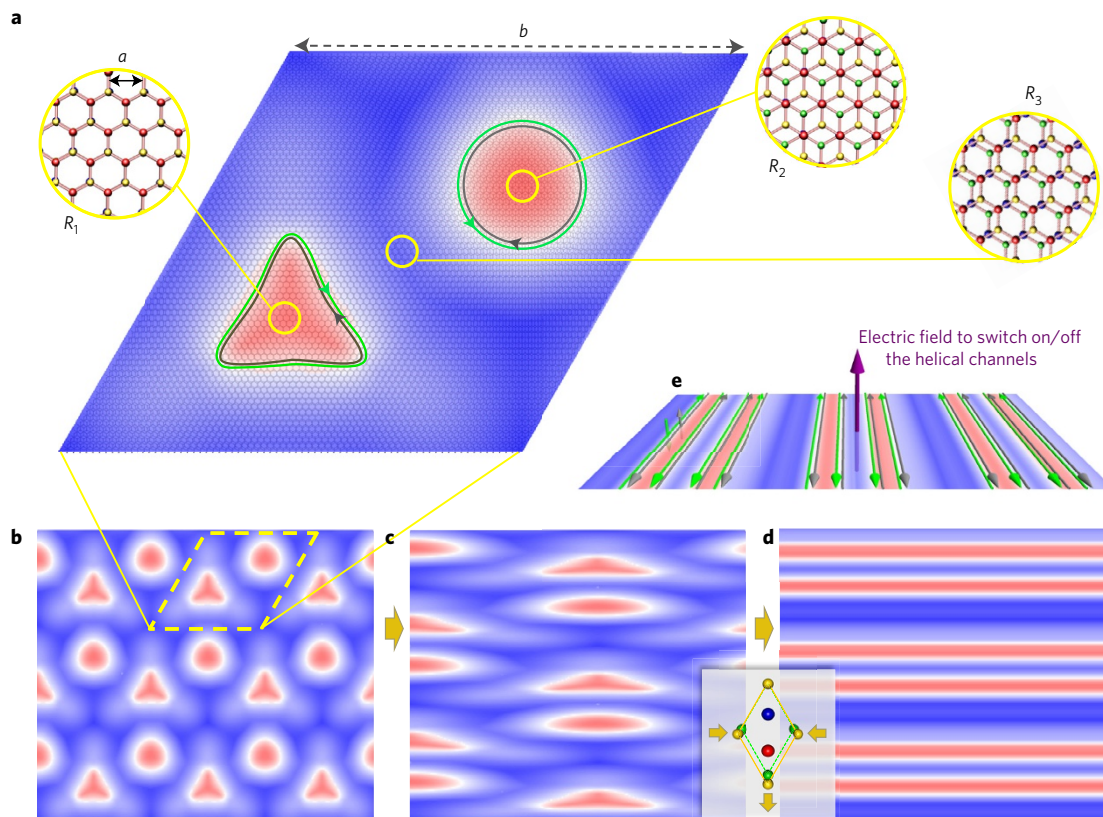 a
b
a
R3
R2
R1
Electric field to switch on/off
the helical channels
e
b
c
d